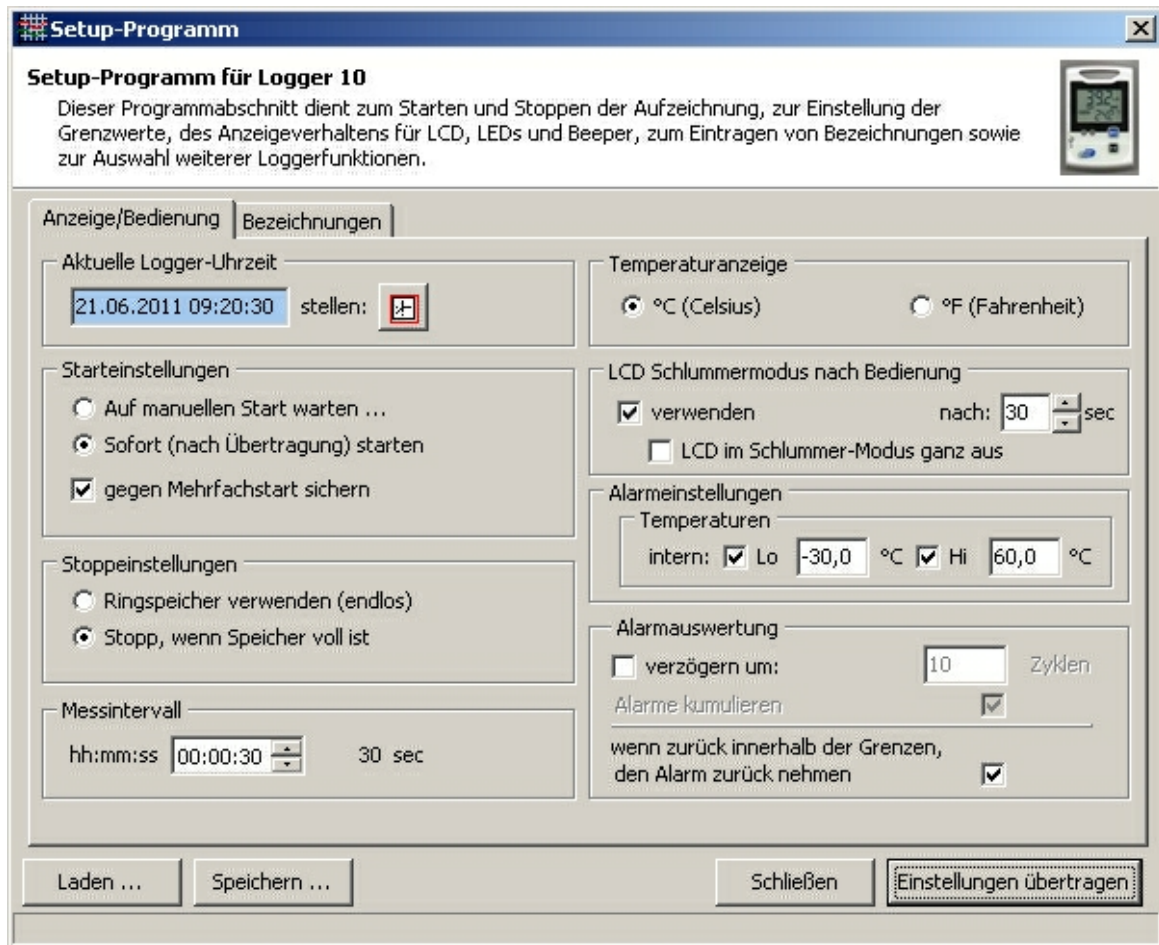 Setup-Programm
Setup-Programm für Logger 10
Dieser Programmabschnitt dient zum Starten und Stoppen der Aufzeichnung, zur Einstellung der
Grenzwerte, des Anzeigeverhaltens für LCD, LEDs und Beeper, zum Eintragen von Bezeichnungen sowie
zur Auswahl weiterer Loggerfunktionen.
Anzeige/Bedienung
Bezeichnungen
Aktuelle Logger-Uhrzeit
21.06.2011 09:20:30 stellen:
Starteinstellungen
Auf manuellen Start warten ...
Sofort (nach Übertragung) starten
gegen Mehrfachstart sichern
Stoppeinstellungen
Ringspeicher verwenden (endlos)
Stopp, wenn Speicher voll ist
Messintervall
hh:mm:ss 00:00:30 30 sec
Temperaturanzeige
°C (Celsius) °F (Fahrenheit)
LCD Schlummermodus nach Bedienung
verwenden nach: 30 sec
LCD im Schlummer-Modus ganz aus
Alarmeinstellungen
Temperaturen
intern: Lo -30,0 °C Hi 60,0 °C
Alarmauswertung
verzögern um: 10 Zyklen
Alarme kumulieren
wenn zurück innerhalb der Grenzen,
den Alarm zurück nehmen
Laden ... Speichern ... Schließen Einstellungen übertragen